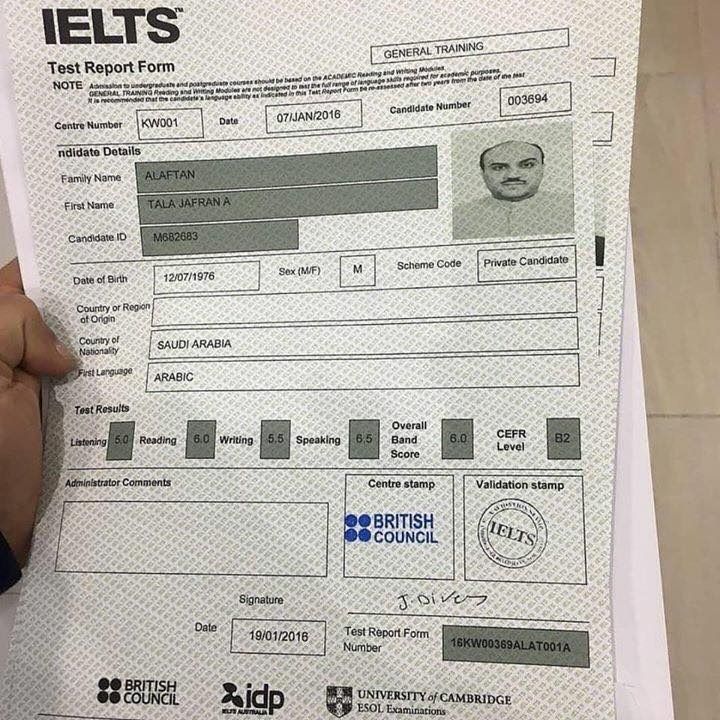 IELTS™
GENERAL TRAINING
Test Report Form
NOTE Admission to undergraduate and postgraduate courses should be based on the ACADEMIC Reading and Writing Modules.
GENERAL TRAINING Reading and Writing Modules are not designed to test the full range of language skills required for academic purposes.
It is recommended that the candidate's language ability as indicated in this Test Report Form be re-assessed after two years from the date of the test
Centre Number KW001 Date 07/JAN/2016 Candidate Number 003694
ndidate Details
Family Name ALAFTAN
First Name TALA JAFRAN A
Candidate ID M682683
Date of Birth 12/07/1976 Sex (M/F) M Scheme Code Private Candidate
Country or Region
of Origin
Country of
Nationality SAUDI ARABIA
First Language ARABIC
Test Results
Listening 5.0 Reading 6.0 Writing 5.5 Speaking 6.5 Overall Band Score 6.0 CEFR Level B2
Administrator Comments Centre stamp Validation stamp
BRITISH
COUNCIL
IELTS
Signature
Date 19/01/2016 Test Report Form
Number 16KW00369ALAT001A
BRITISH
COUNCIL
idp
IELTS AUSTRALIA
UNIVERSITY of CAMBRIDGE
ESOL Examinations